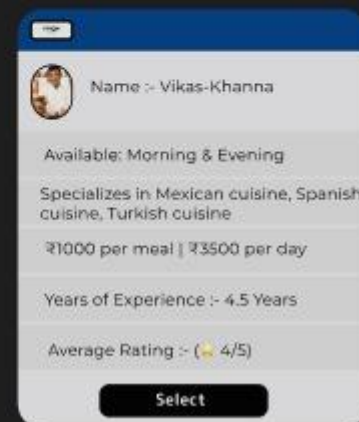 Name :- Vikas-Khanna
Available: Morning & Evening
Specializes in Mexican cuisine, Spanish
cuisine, Turkish cuisine
₹1000 per meal | ₹3500 per day
Years of Experience :- 4.5 Years
Average Rating :- (⭐ 4/5)
Select